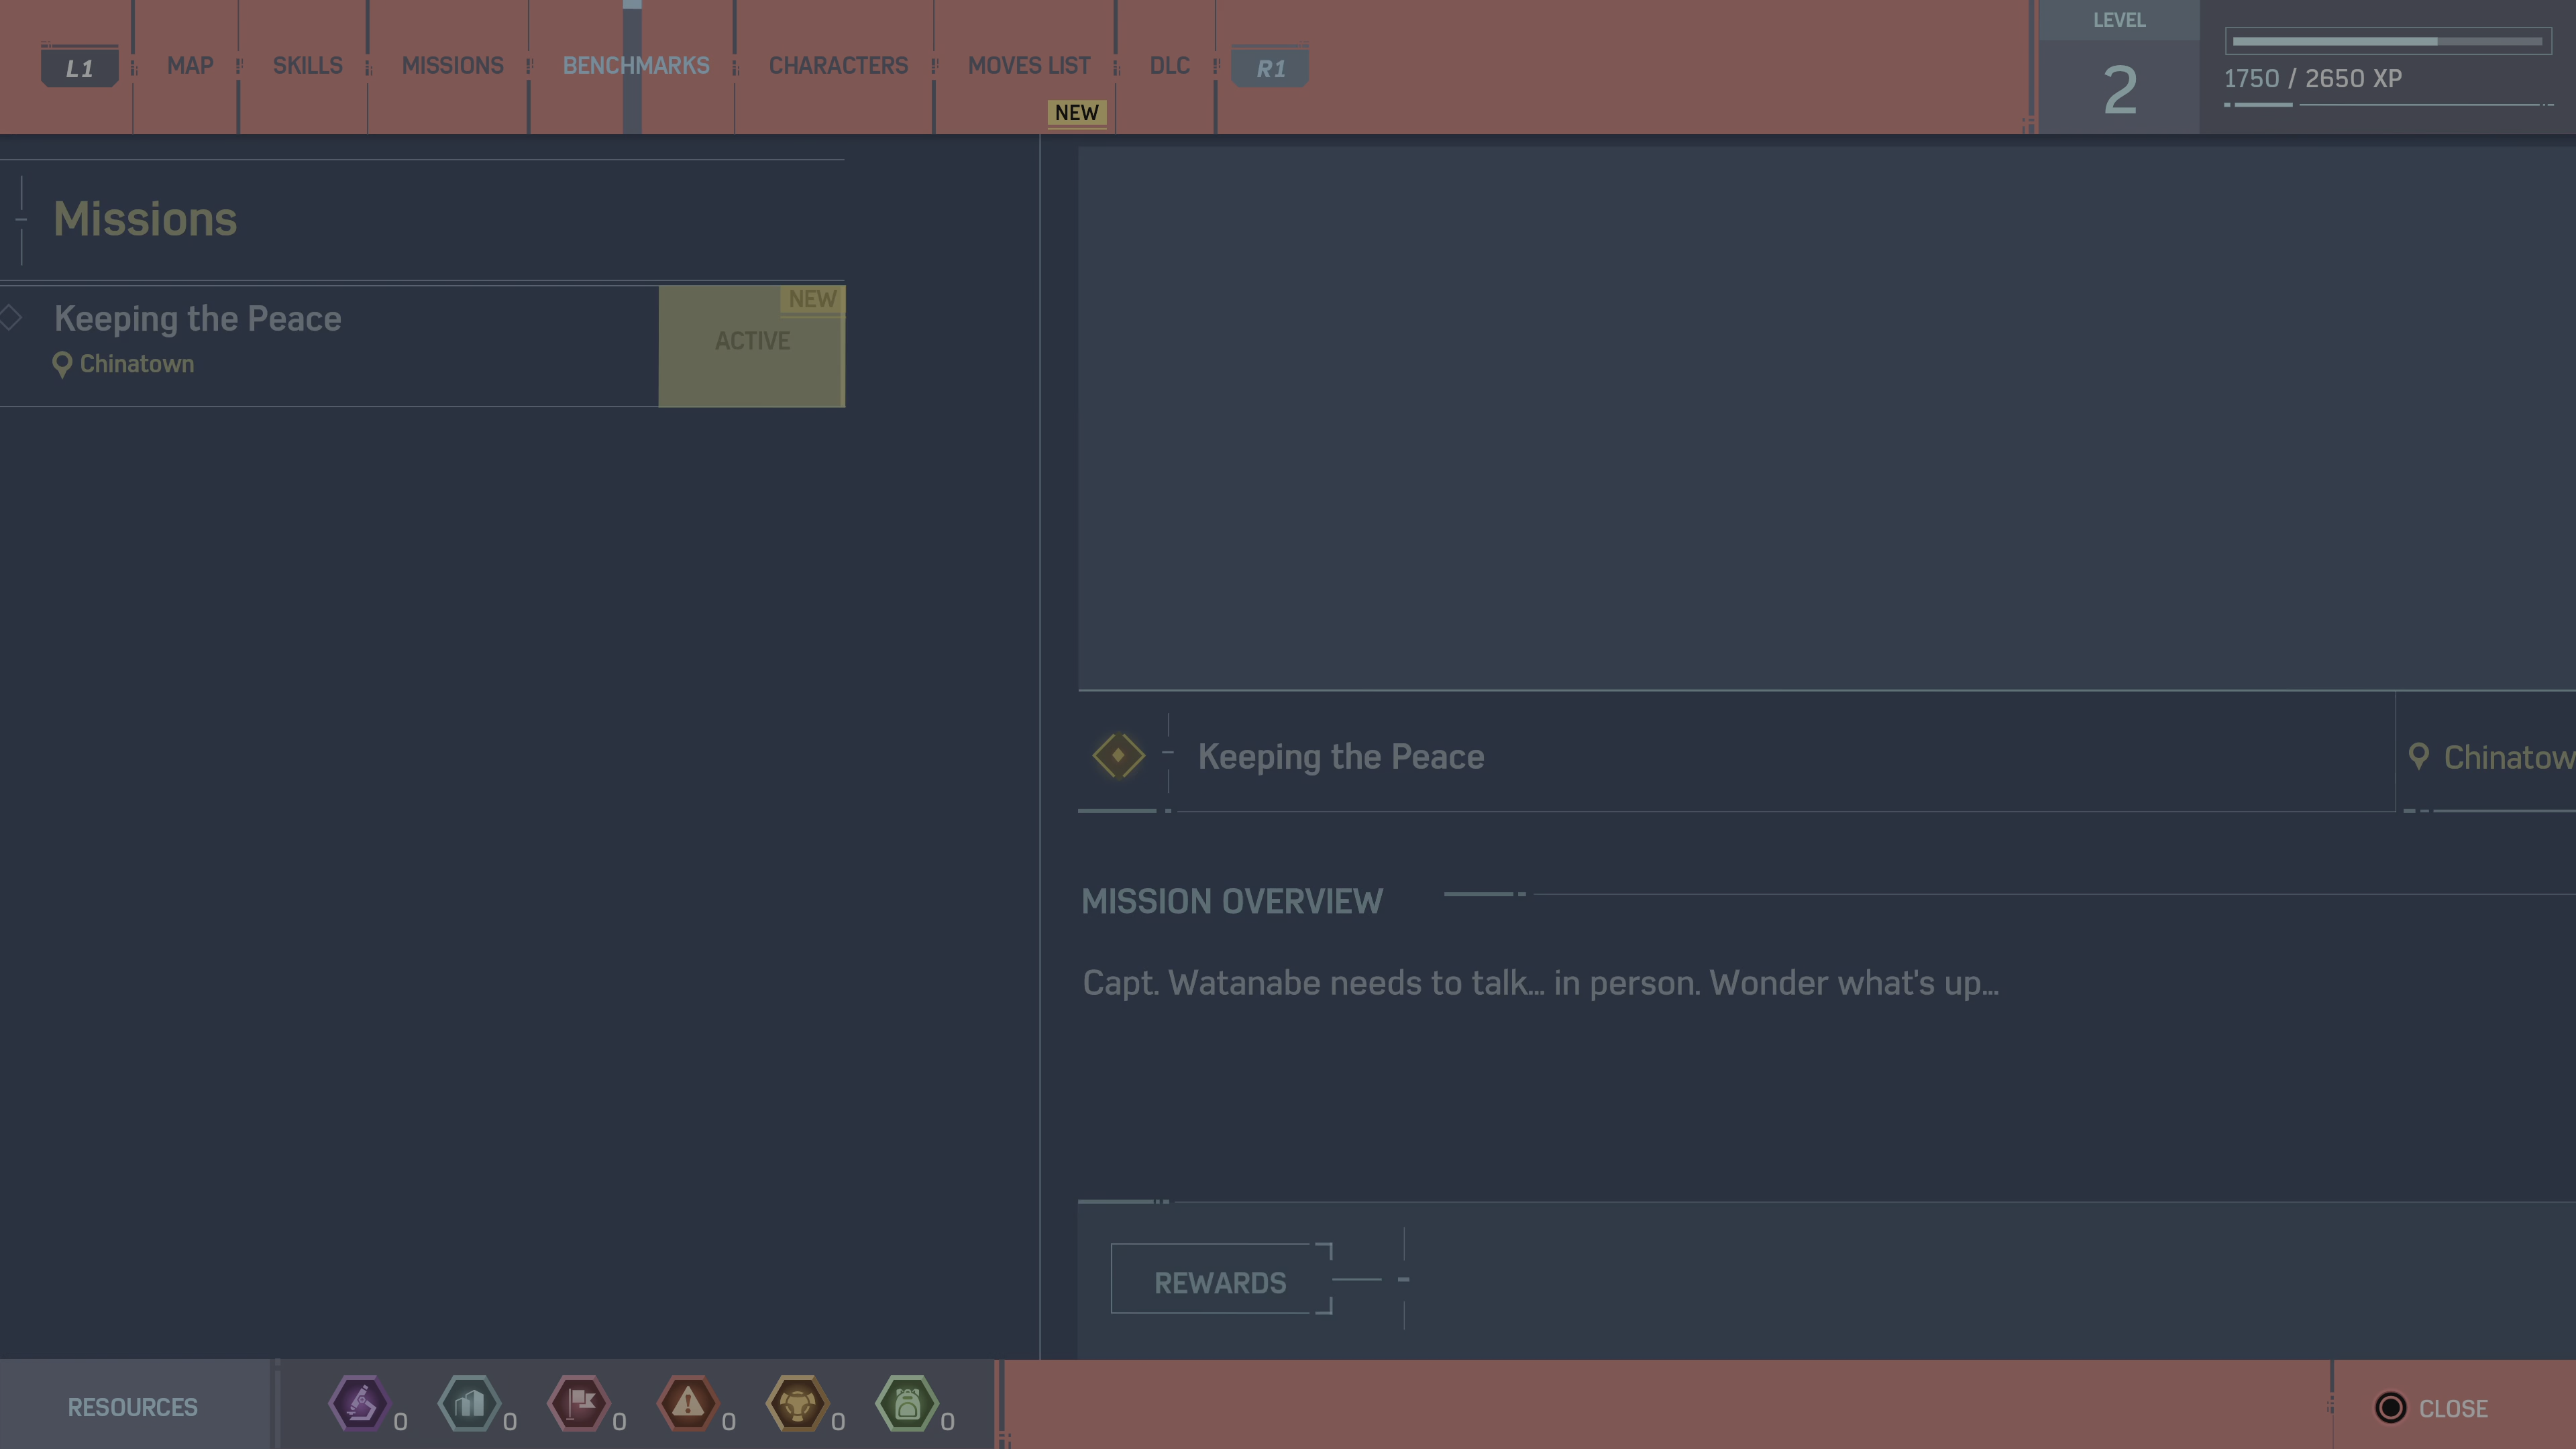 L1 MAP SKILLS MISSIONS BENCHMARKS CHARACTERS MOVES LIST DLC R1
NEW
LEVEL
2
1750 / 2650 XP
Missions
Keeping the Peace
Chinatown
NEW
ACTIVE
Keeping the Peace
Chinatow
MISSION OVERVIEW
Capt. Watanabe needs to talk... in person. Wonder what's up...
REWARDS
RESOURCES
0 0 0 0 0 0
CLOSE